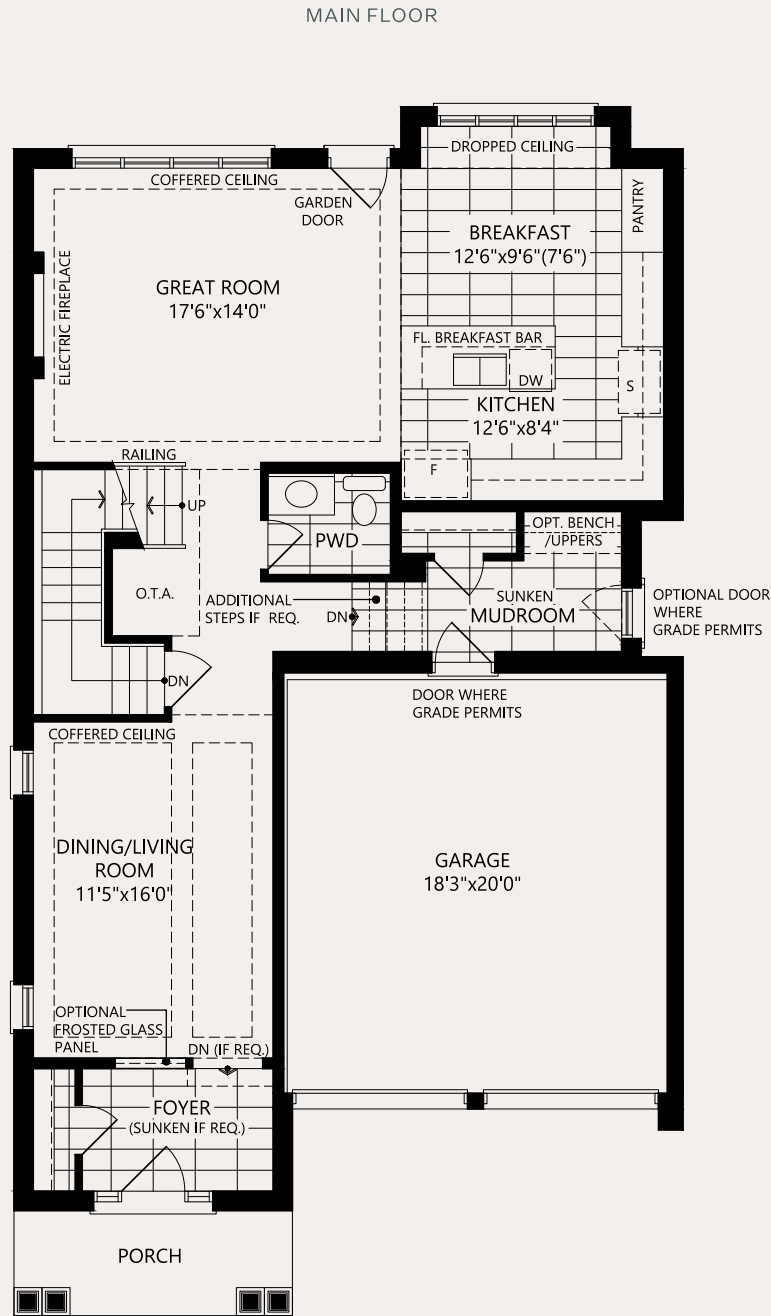 MAIN FLOOR
DROPPED CEILING
COFFERED CEILING
GARDEN
DOOR
PANTRY
BREAKFAST
12'6"x9'6"(7'6")
ELECTRIC FIREPLACE
GREAT ROOM
17'6"x14'0"
FL. BREAKFAST BAR
DW
S
KITCHEN
12'6"x8'4"
F
RAILING
UP
PWD
OPT. BENCH
/UPPERS
O.T.A.
ADDITIONAL
STEPS IF REQ.
DN
SUNKEN
MUDROOM
OPTIONAL DOOR
WHERE
GRADE PERMITS
DN
DOOR WHERE
GRADE PERMITS
COFFERED CEILING
DINING/LIVING
ROOM
11'5"x16'0"
GARAGE
18'3"x20'0"
OPTIONAL
FROSTED GLASS
PANEL
DN (IF REQ.)
FOYER
(SUNKEN IF REQ.)
PORCH